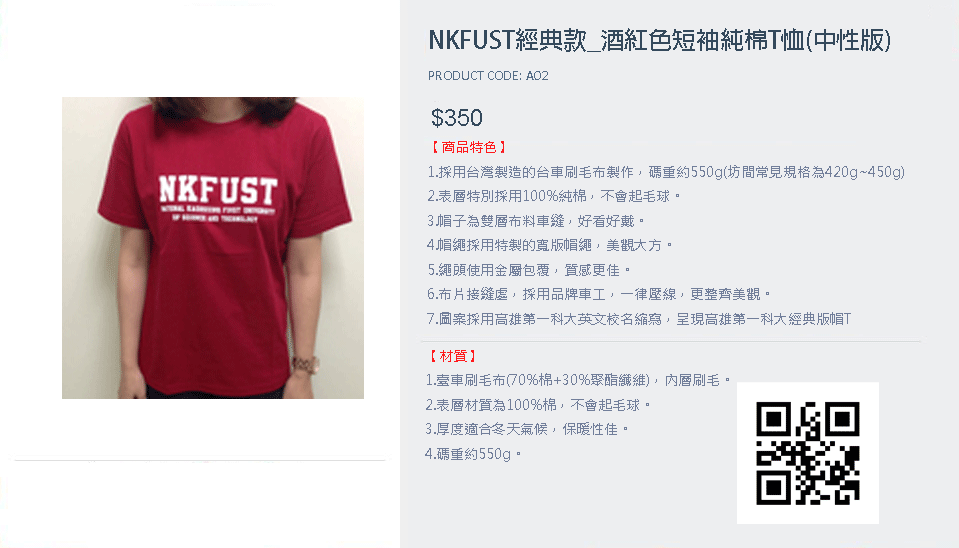 NKFUST經典款_酒紅色短袖純棉T恤(中性版)
PRODUCT CODE: A02
$350
【商品特色】
1.採用台灣製造的台車刷毛布製作，碼重約550g(坊間常見規格為420g~450g)
2.表層特別採用100%純棉，不會起毛球。
3.帽子為雙層布料車縫，好看好戴。
4.帽繩採用特製的寬版帽繩，美觀大方。
5.繩頭使用金屬包覆，質感更佳。
6.布片接縫處，採用品牌車工，一律壓線，更整齊美觀。
7.圖案採用高雄第一科大英文校名縮寫，呈現高雄第一科大經典版帽T
【材質】
1.臺車刷毛布(70%棉+30%聚酯纖維)，內層刷毛。
2.表層材質為100%棉，不會起毛球。
3.厚度適合冬天氣候，保暖性佳。
4.碼重約550g。
NKFUST
NATIONAL KAOHSIUNG FIRST UNIVERSITY
OF SCIENCE AND TECHNOLOGY